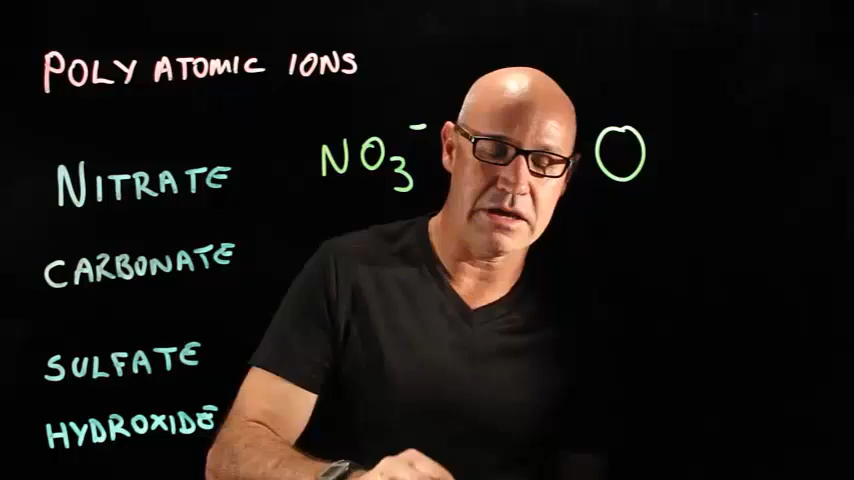 POLY ATOMIC IONS
NITRATE NO₃⁻ O
CARBONATE
SULFATE
HYDROXIDE